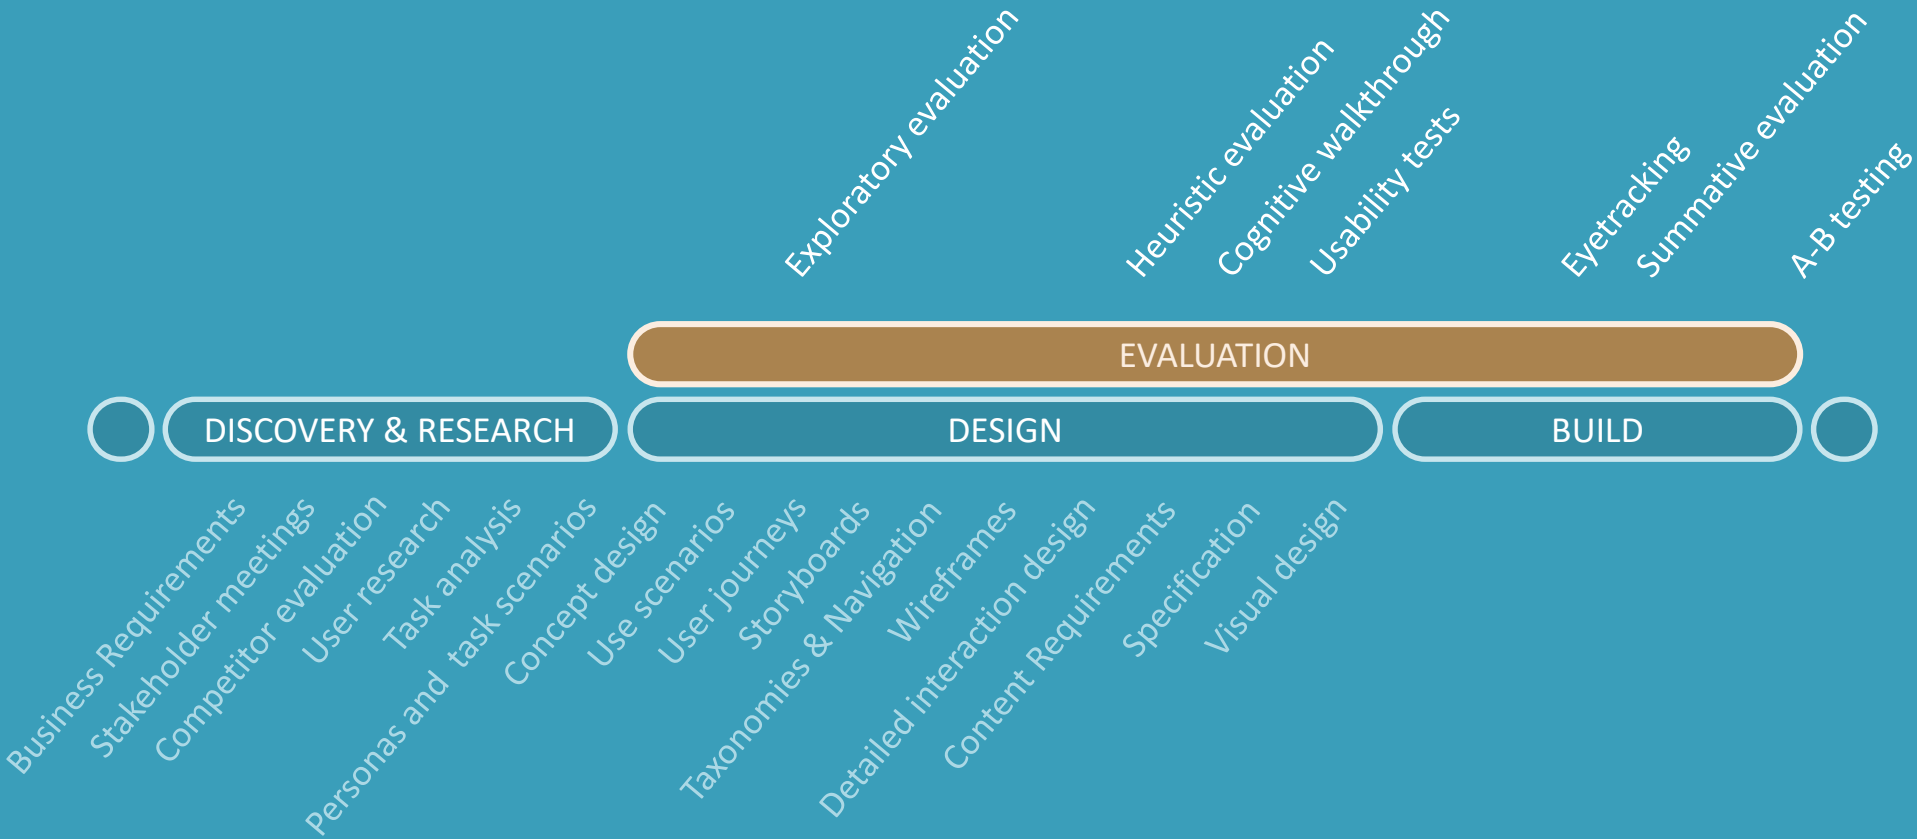 Exploratory evaluation
Heuristic evaluation
Cognitive walkthrough
Usability tests
Eyetracking
Summative evaluation
A-B testing
EVALUATION
DISCOVERY & RESEARCH
DESIGN
BUILD
Business Requirements
Stakeholder meetings
Competitor evaluation
User research
Task analysis
Personas and task scenarios
Concept design
Use scenarios
User journeys
Storyboards
Taxonomies & Navigation
Wireframes
Detailed interaction design
Content Requirements
Specification
Visual design